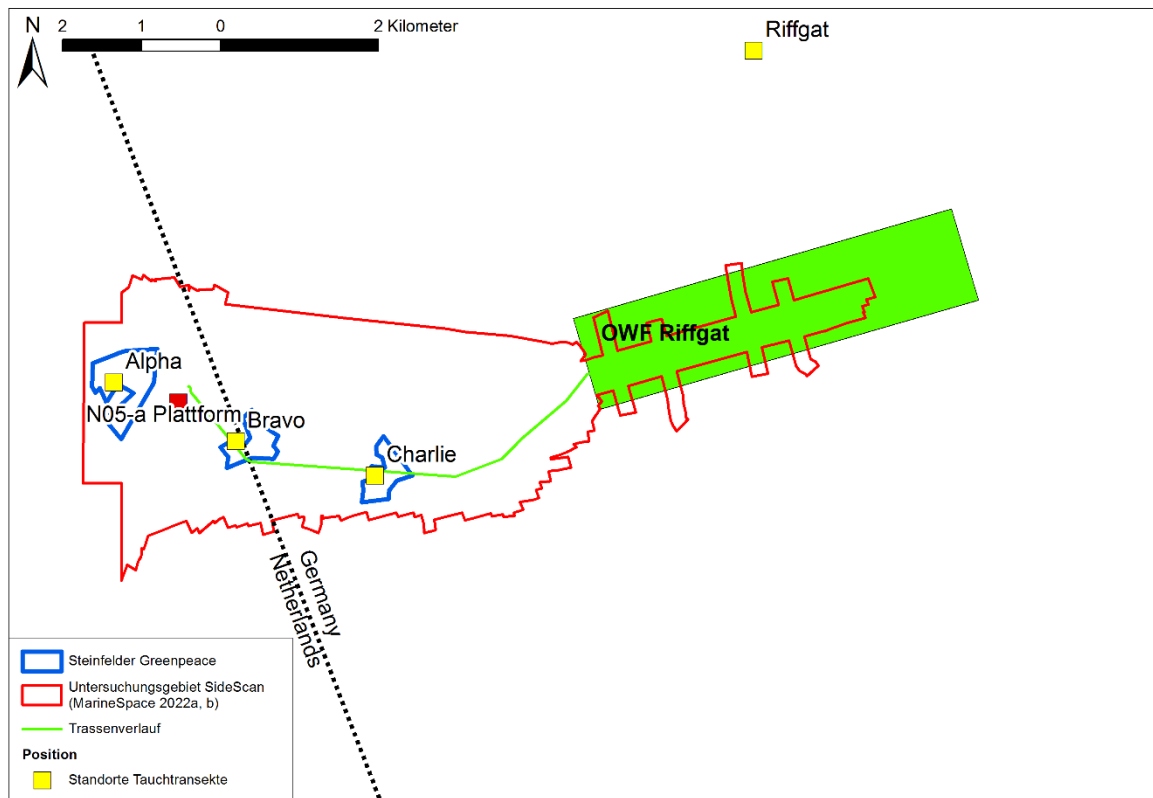 N
2
1
0
2 Kilometer
Riffgat
OWF Riffgat
Alpha
N05-a Plattform
Bravo
Charlie
Germany
Netherlands
Steinfelder Greenpeace
Untersuchungsgebiet SideScan
(MarineSpace 2022a, b)
Trassenverlauf
Position
Standorte Tauchtransekte